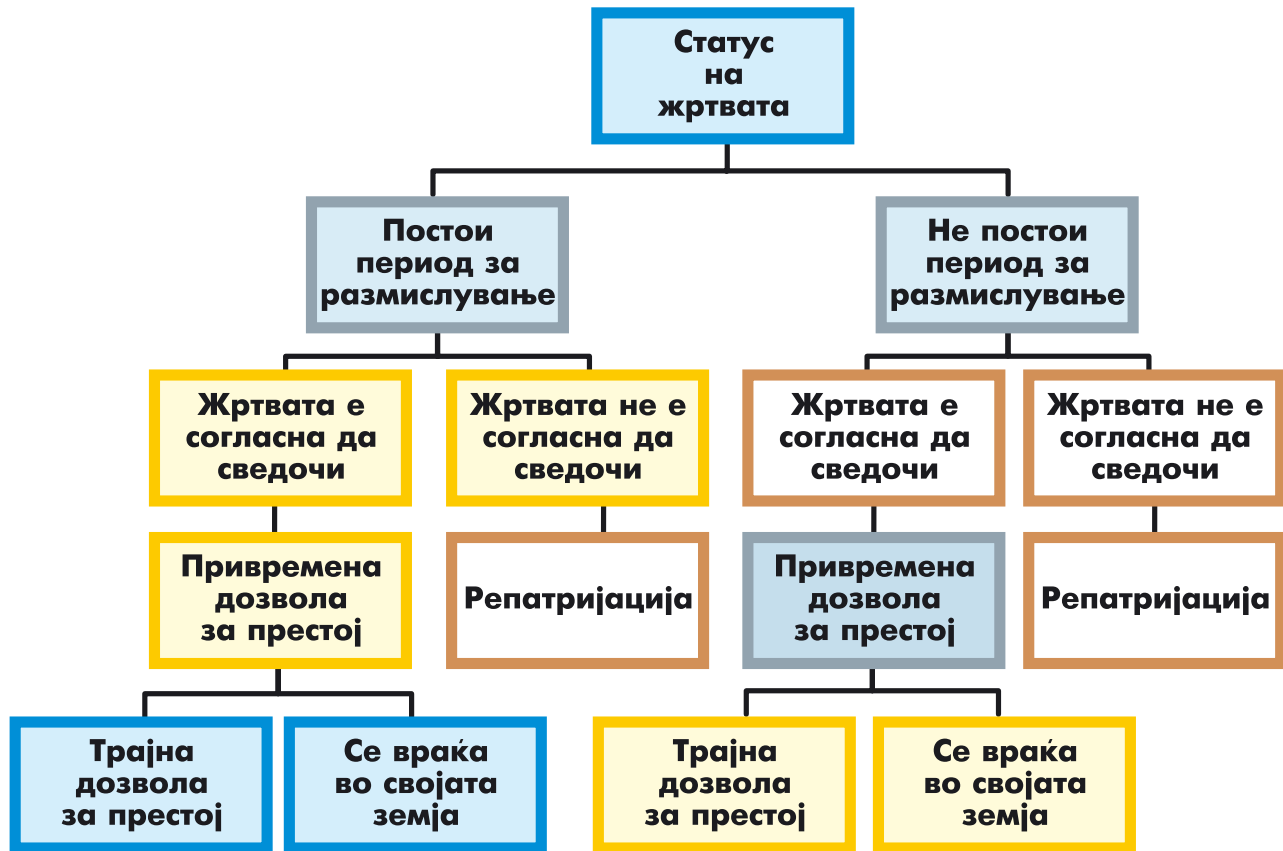 Статус
на
жртвата
Постои
период за
размислување
Не постои
период за
размислување
Жртвата е
согласна да
сведочи
Жртвата не е
согласна да
сведочи
Жртвата е
согласна да
сведочи
Жртвата не е
согласна да
сведочи
Привремена
дозвола
за престој
Репатријација
Привремена
дозвола
за престој
Репатријација
Трајна
дозвола
за престој
Се враќа
во својата
земја
Трајна
дозвола
за престој
Се враќа
во својата
земја